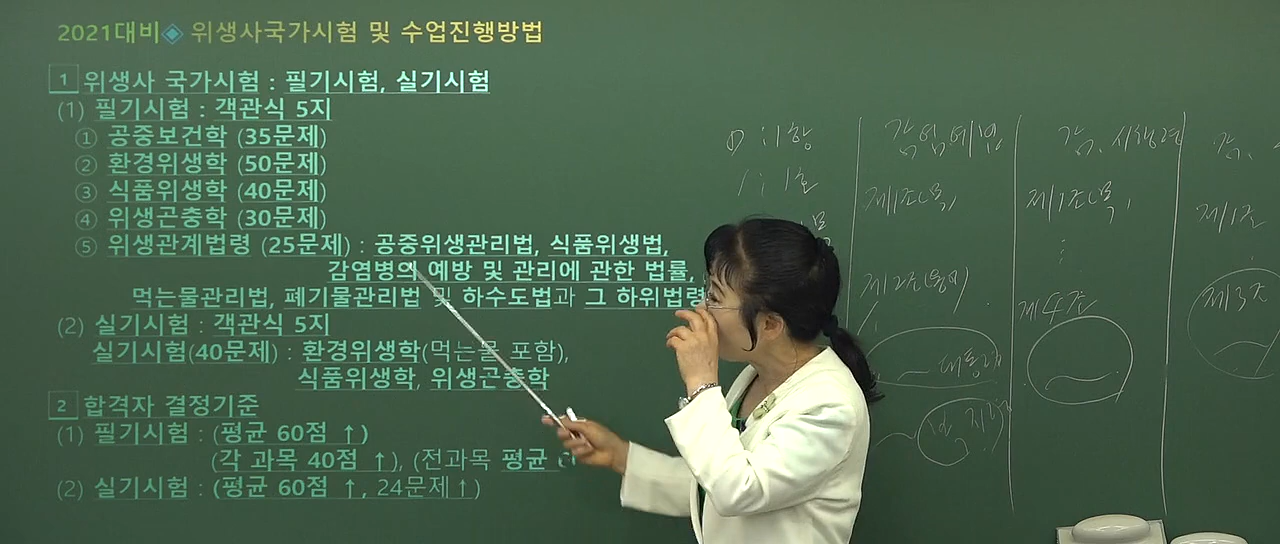 2021대비◈ 위생사국가시험 및 수업진행방법
1 위생사 국가시험 : 필기시험, 실기시험
(1) 필기시험 : 객관식 5지
① 공중보건학 (35문제)
② 환경위생학 (50문제)
③ 식품위생학 (40문제)
④ 위생곤충학 (30문제)
⑤ 위생관계법령 (25문제) : 공중위생관리법, 식품위생법,
감염병의 예방 및 관리에 관한 법률,
먹는물관리법, 폐기물관리법 및 하수도법과 그 하위법령
(2) 실기시험 : 객관식 5지
실기시험(40문제) : 환경위생학(먹는물 포함),
식품위생학, 위생곤충학
2 합격자 결정기준
(1) 필기시험 : (평균 60점 ↑)
(각 과목 40점 ↑), (전과목 평균
(2) 실기시험 : (평균 60점 ↑, 24문제↑)
감염예방
감, 시행령
제1조(목,
제1조(목,
제1조
제4조
제3조